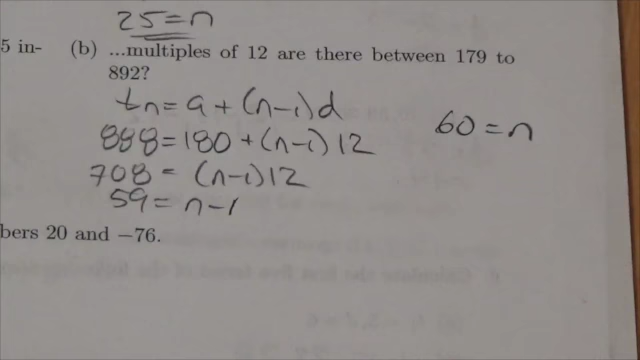 25 = n
5 in-
(b) ...multiples of 12 are there between 179 to
892?
tn = a + (n-1)d
888 = 180 + (n-1)12
708 = (n-1)12
59 = n-1
60 = n
bers 20 and −76.